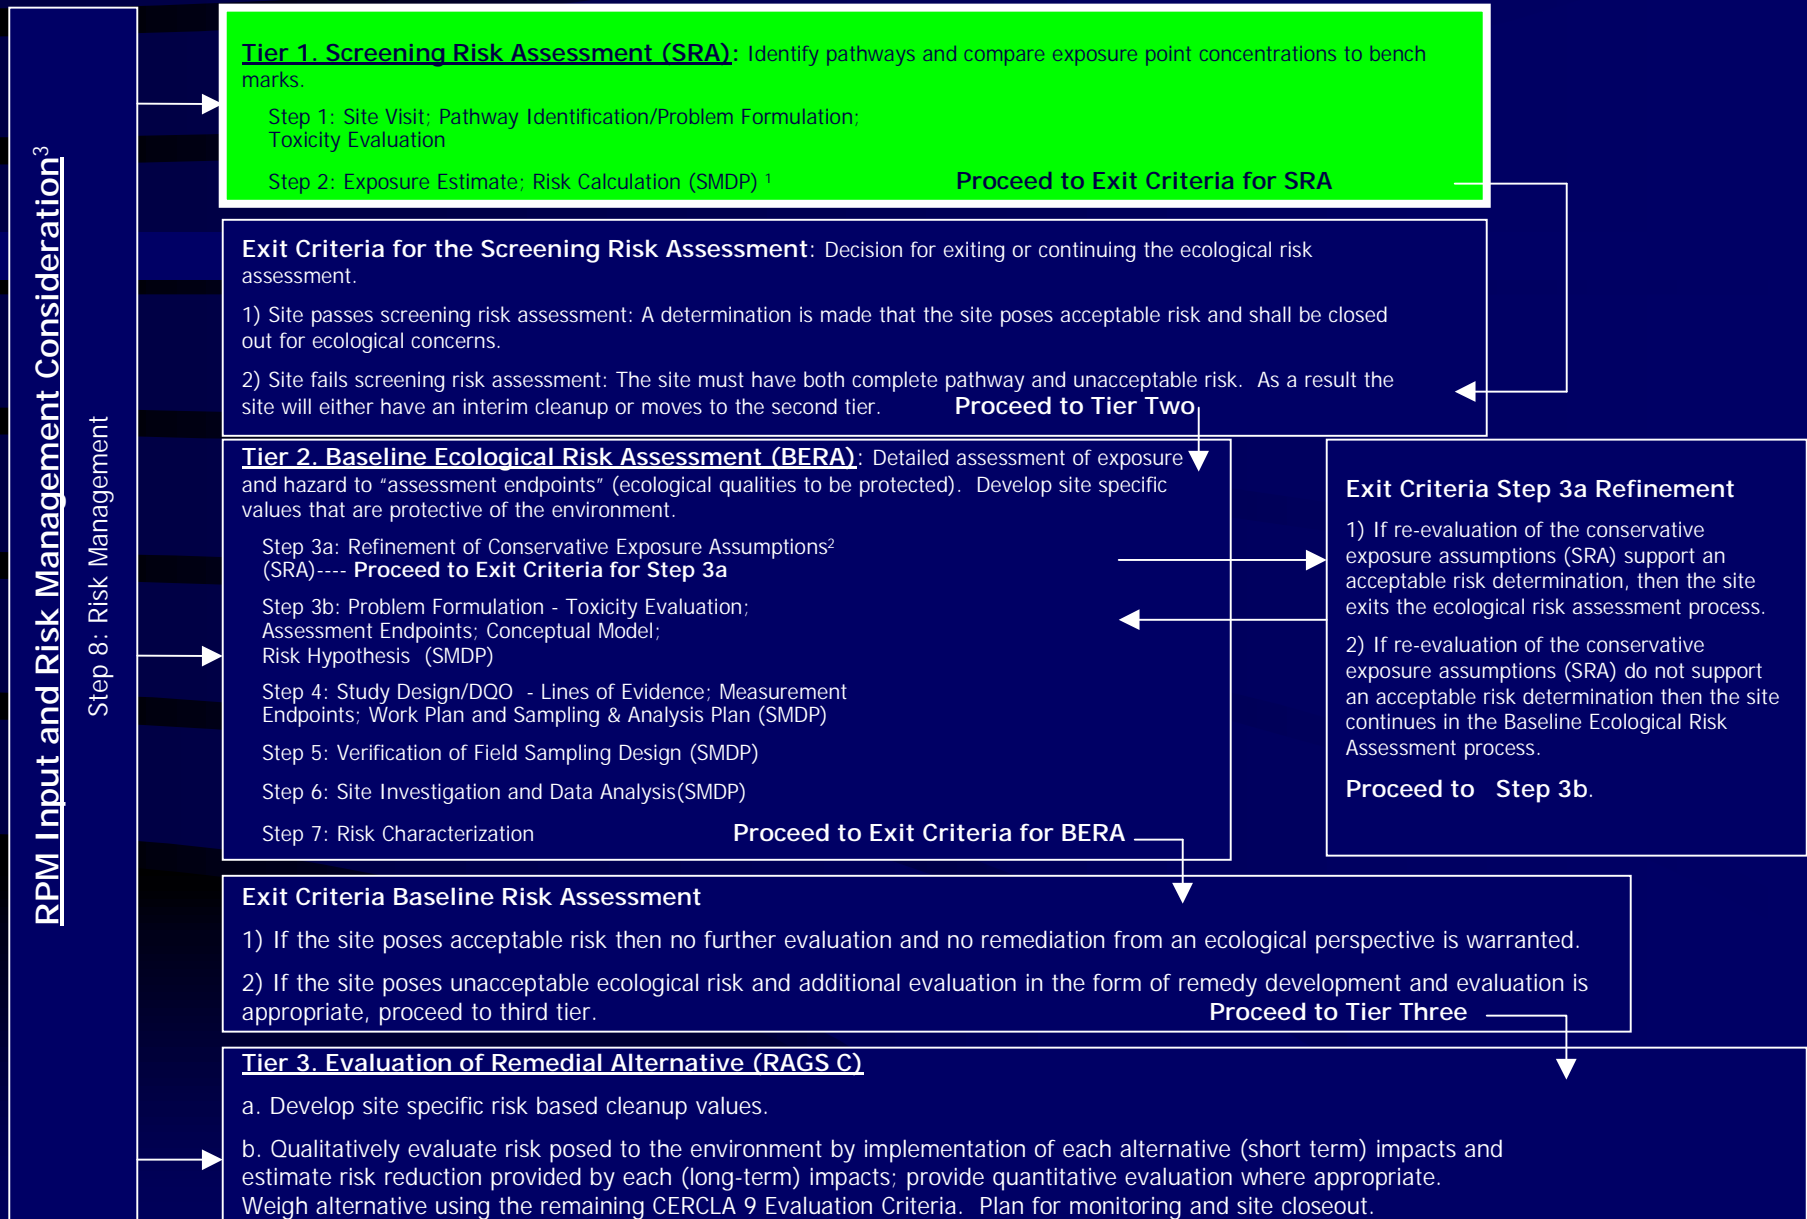 RPM Input and Risk Management Consideration3
Step 8: Risk Management
Tier 1. Screening Risk Assessment (SRA): Identify pathways and compare exposure point concentrations to bench
marks.
Step 1: Site Visit; Pathway Identification/Problem Formulation;
Toxicity Evaluation
Step 2: Exposure Estimate; Risk Calculation (SMDP) 1 Proceed to Exit Criteria for SRA
Exit Criteria for the Screening Risk Assessment: Decision for exiting or continuing the ecological risk
assessment.
1) Site passes screening risk assessment: A determination is made that the site poses acceptable risk and shall be closed
out for ecological concerns.
2) Site fails screening risk assessment: The site must have both complete pathway and unacceptable risk. As a result the
site will either have an interim cleanup or moves to the second tier. Proceed to Tier Two
Tier 2. Baseline Ecological Risk Assessment (BERA): Detailed assessment of exposure
and hazard to “assessment endpoints” (ecological qualities to be protected). Develop site specific
values that are protective of the environment.
Step 3a: Refinement of Conservative Exposure Assumptions2
(SRA)---- Proceed to Exit Criteria for Step 3a
Step 3b: Problem Formulation - Toxicity Evaluation;
Assessment Endpoints; Conceptual Model;
Risk Hypothesis (SMDP)
Step 4: Study Design/DQO - Lines of Evidence; Measurement
Endpoints; Work Plan and Sampling & Analysis Plan (SMDP)
Step 5: Verification of Field Sampling Design (SMDP)
Step 6: Site Investigation and Data Analysis(SMDP)
Step 7: Risk Characterization Proceed to Exit Criteria for BERA
Exit Criteria Step 3a Refinement
1) If re-evaluation of the conservative
exposure assumptions (SRA) support an
acceptable risk determination, then the site
exits the ecological risk assessment process.
2) If re-evaluation of the conservative
exposure assumptions (SRA) do not support
an acceptable risk determination then the site
continues in the Baseline Ecological Risk
Assessment process.
Proceed to Step 3b.
Exit Criteria Baseline Risk Assessment
1) If the site poses acceptable risk then no further evaluation and no remediation from an ecological perspective is warranted.
2) If the site poses unacceptable ecological risk and additional evaluation in the form of remedy development and evaluation is
appropriate, proceed to third tier. Proceed to Tier Three
Tier 3. Evaluation of Remedial Alternative (RAGS C)
a. Develop site specific risk based cleanup values.
b. Qualitatively evaluate risk posed to the environment by implementation of each alternative (short term) impacts and
estimate risk reduction provided by each (long-term) impacts; provide quantitative evaluation where appropriate.
Weigh alternative using the remaining CERCLA 9 Evaluation Criteria. Plan for monitoring and site closeout.